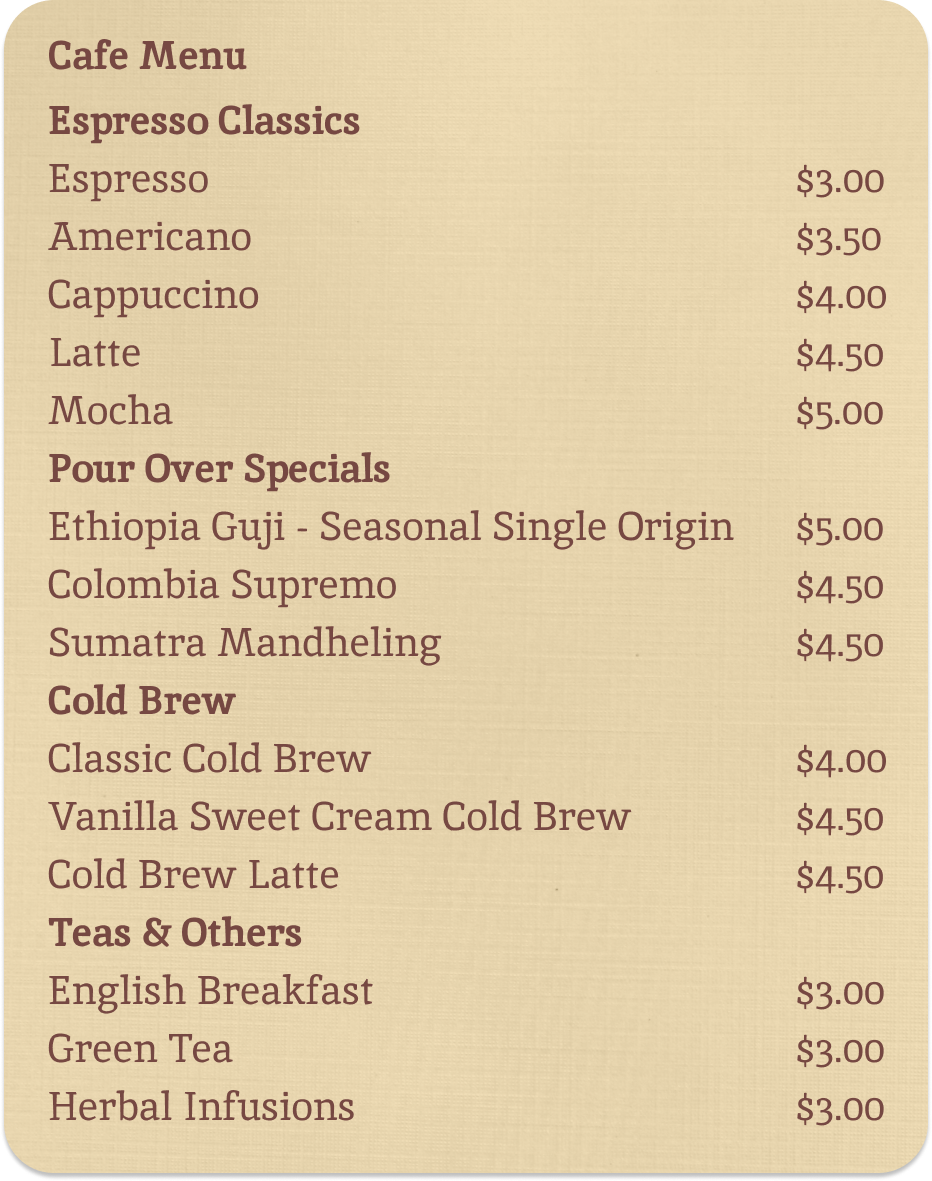 Cafe Menu
Espresso Classics
Espresso $3.00
Americano $3.50
Cappuccino $4.00
Latte $4.50
Mocha $5.00
Pour Over Specials
Ethiopia Guji - Seasonal Single Origin $5.00
Colombia Supremo $4.50
Sumatra Mandheling $4.50
Cold Brew
Classic Cold Brew $4.00
Vanilla Sweet Cream Cold Brew $4.50
Cold Brew Latte $4.50
Teas & Others
English Breakfast $3.00
Green Tea $3.00
Herbal Infusions $3.00